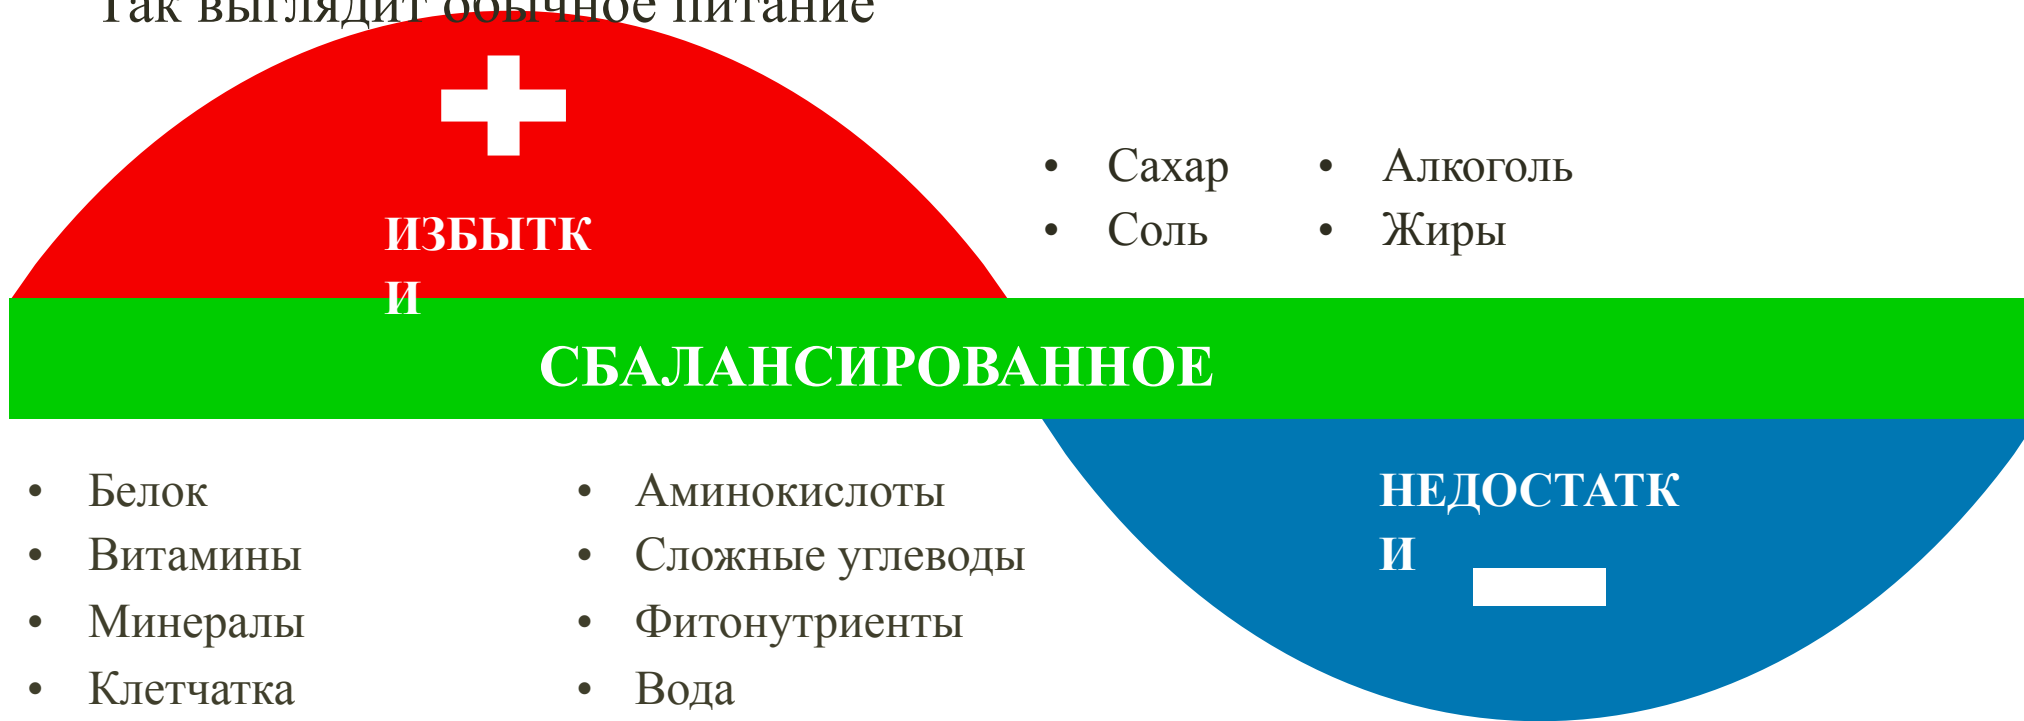 Так выглядит обычное питание
ИЗБЫТК
И
• Сахар
• Соль
• Алкоголь
• Жиры
СБАЛАНСИРОВАННОЕ
• Белок
• Витамины
• Минералы
• Клетчатка
• Аминокислоты
• Сложные углеводы
• Фитонутриенты
• Вода
НЕДОСТАТК
И